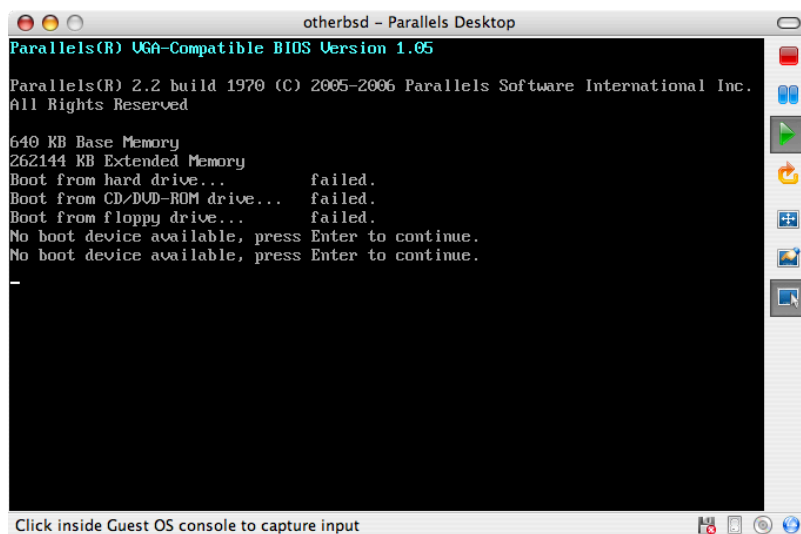 otherbsd – Parallels Desktop
Parallels(R) VGA-Compatible BIOS Version 1.05
Parallels(R) 2.2 build 1970 (C) 2005-2006 Parallels Software International Inc.
All Rights Reserved
640 KB Base Memory
262144 KB Extended Memory
Boot from hard drive... failed.
Boot from CD/DVD-ROM drive... failed.
Boot from floppy drive... failed.
No boot device available, press Enter to continue.
No boot device available, press Enter to continue.
Click inside Guest OS console to capture input